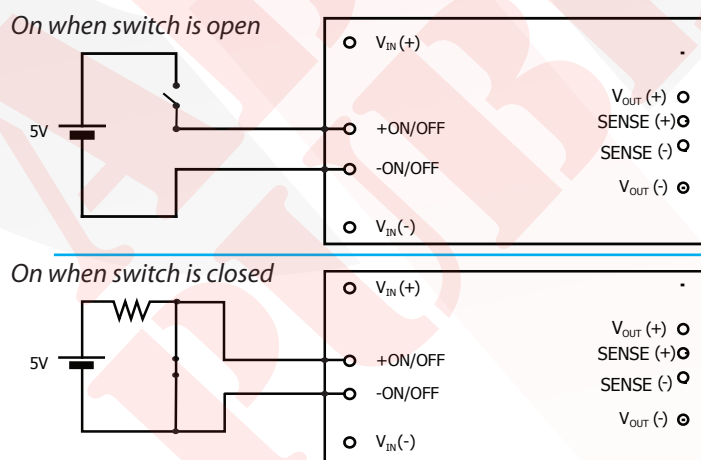 On when switch is open
V_IN (+)
V_OUT (+)
5V
+ON/OFF
SENSE (+)
SENSE (-)
-ON/OFF
V_OUT (-)
V_IN(-)
On when switch is closed
V_IN (+)
V_OUT (+)
5V
+ON/OFF
SENSE (+)
SENSE (-)
-ON/OFF
V_OUT (-)
V_IN(-)